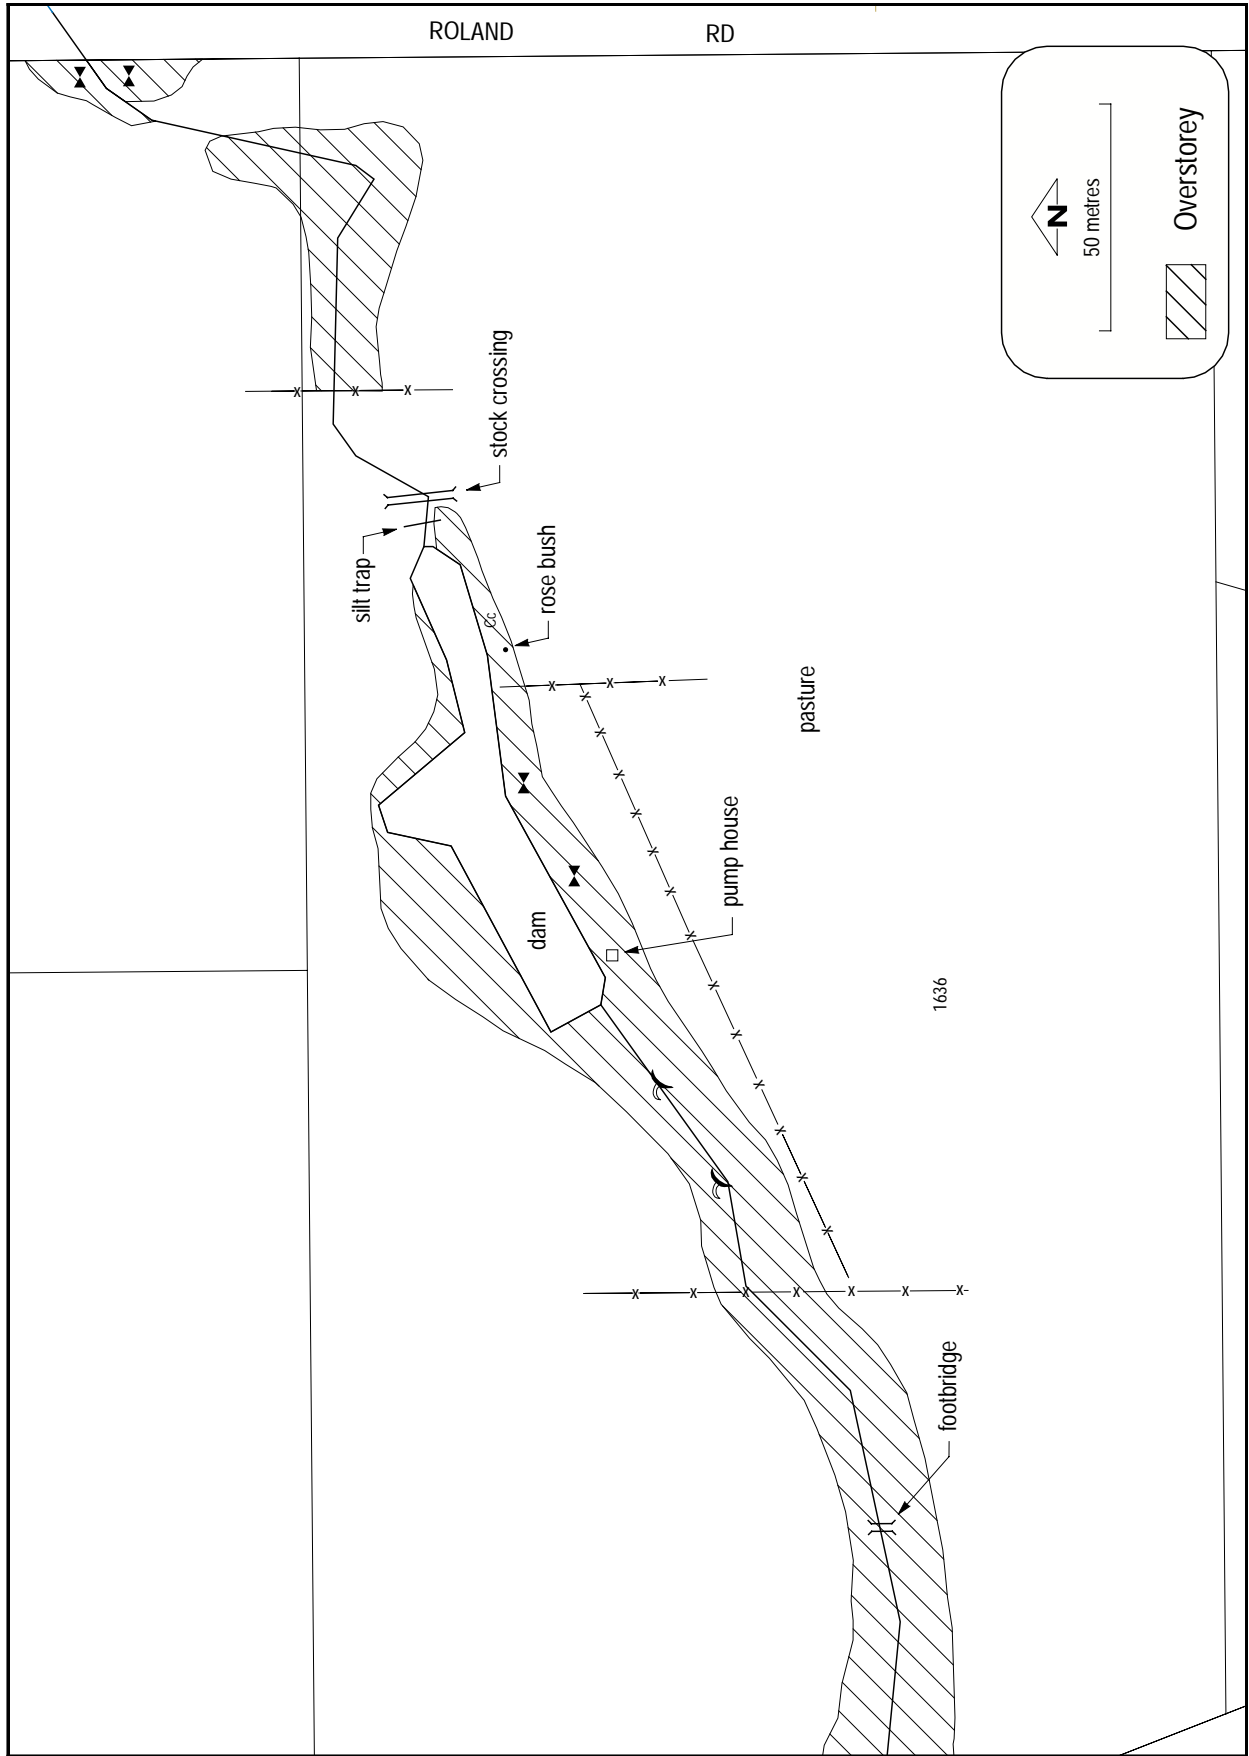 ROLAND RD
N
50 metres
Overstorey
stock crossing
silt trap
rose bush
Cc
pasture
pump house
dam
1636
footbridge